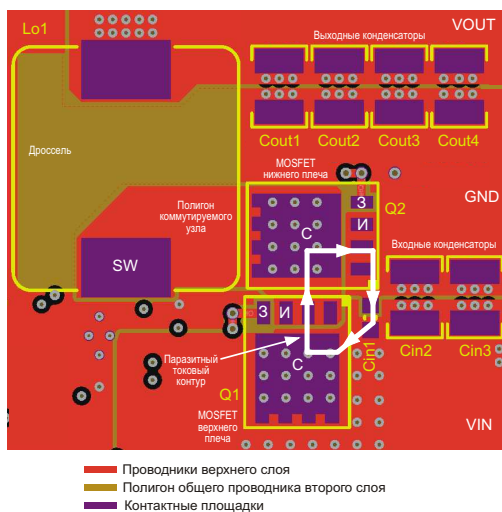 Lo1
Выходные конденсаторы
VOUT
Cout1
Cout2
Cout3
Cout4
Дроссель
MOSFET
нижнего плеча
З
Q2
И
С
GND
Полигон
коммутируемого
узла
Входные конденсаторы
SW
З
И
Cin1
Cin2
Cin3
Паразитный
токовый
контур
С
Q1
MOSFET
верхнего
плеча
VIN
Проводники верхнего слоя
Полигон общего проводника второго слоя
Контактные площадки